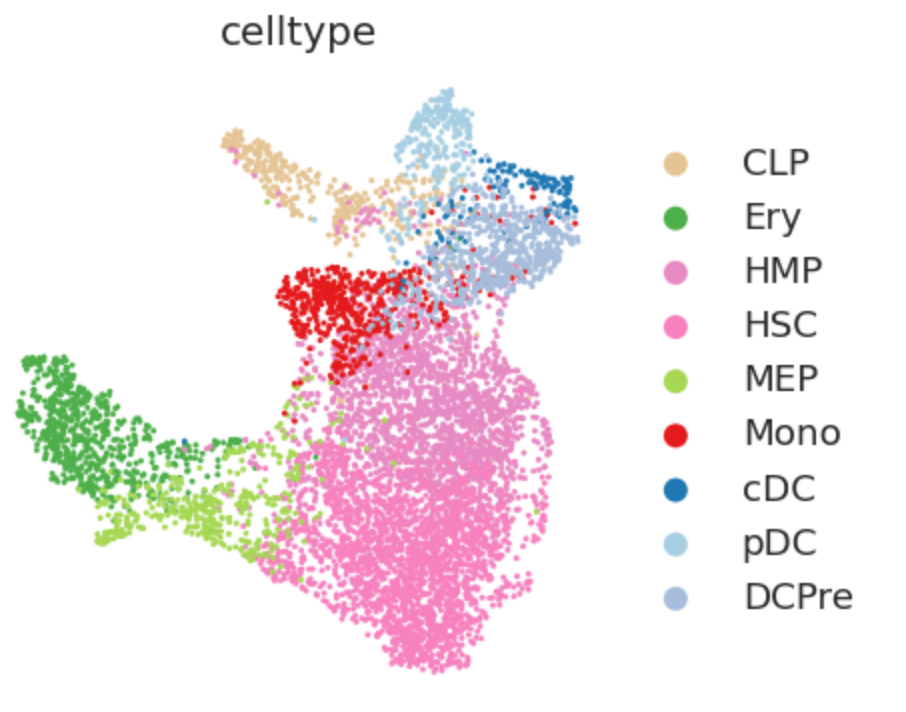 celltype
CLP
Ery
HMP
HSC
MEP
Mono
cDC
pDC
DCPre